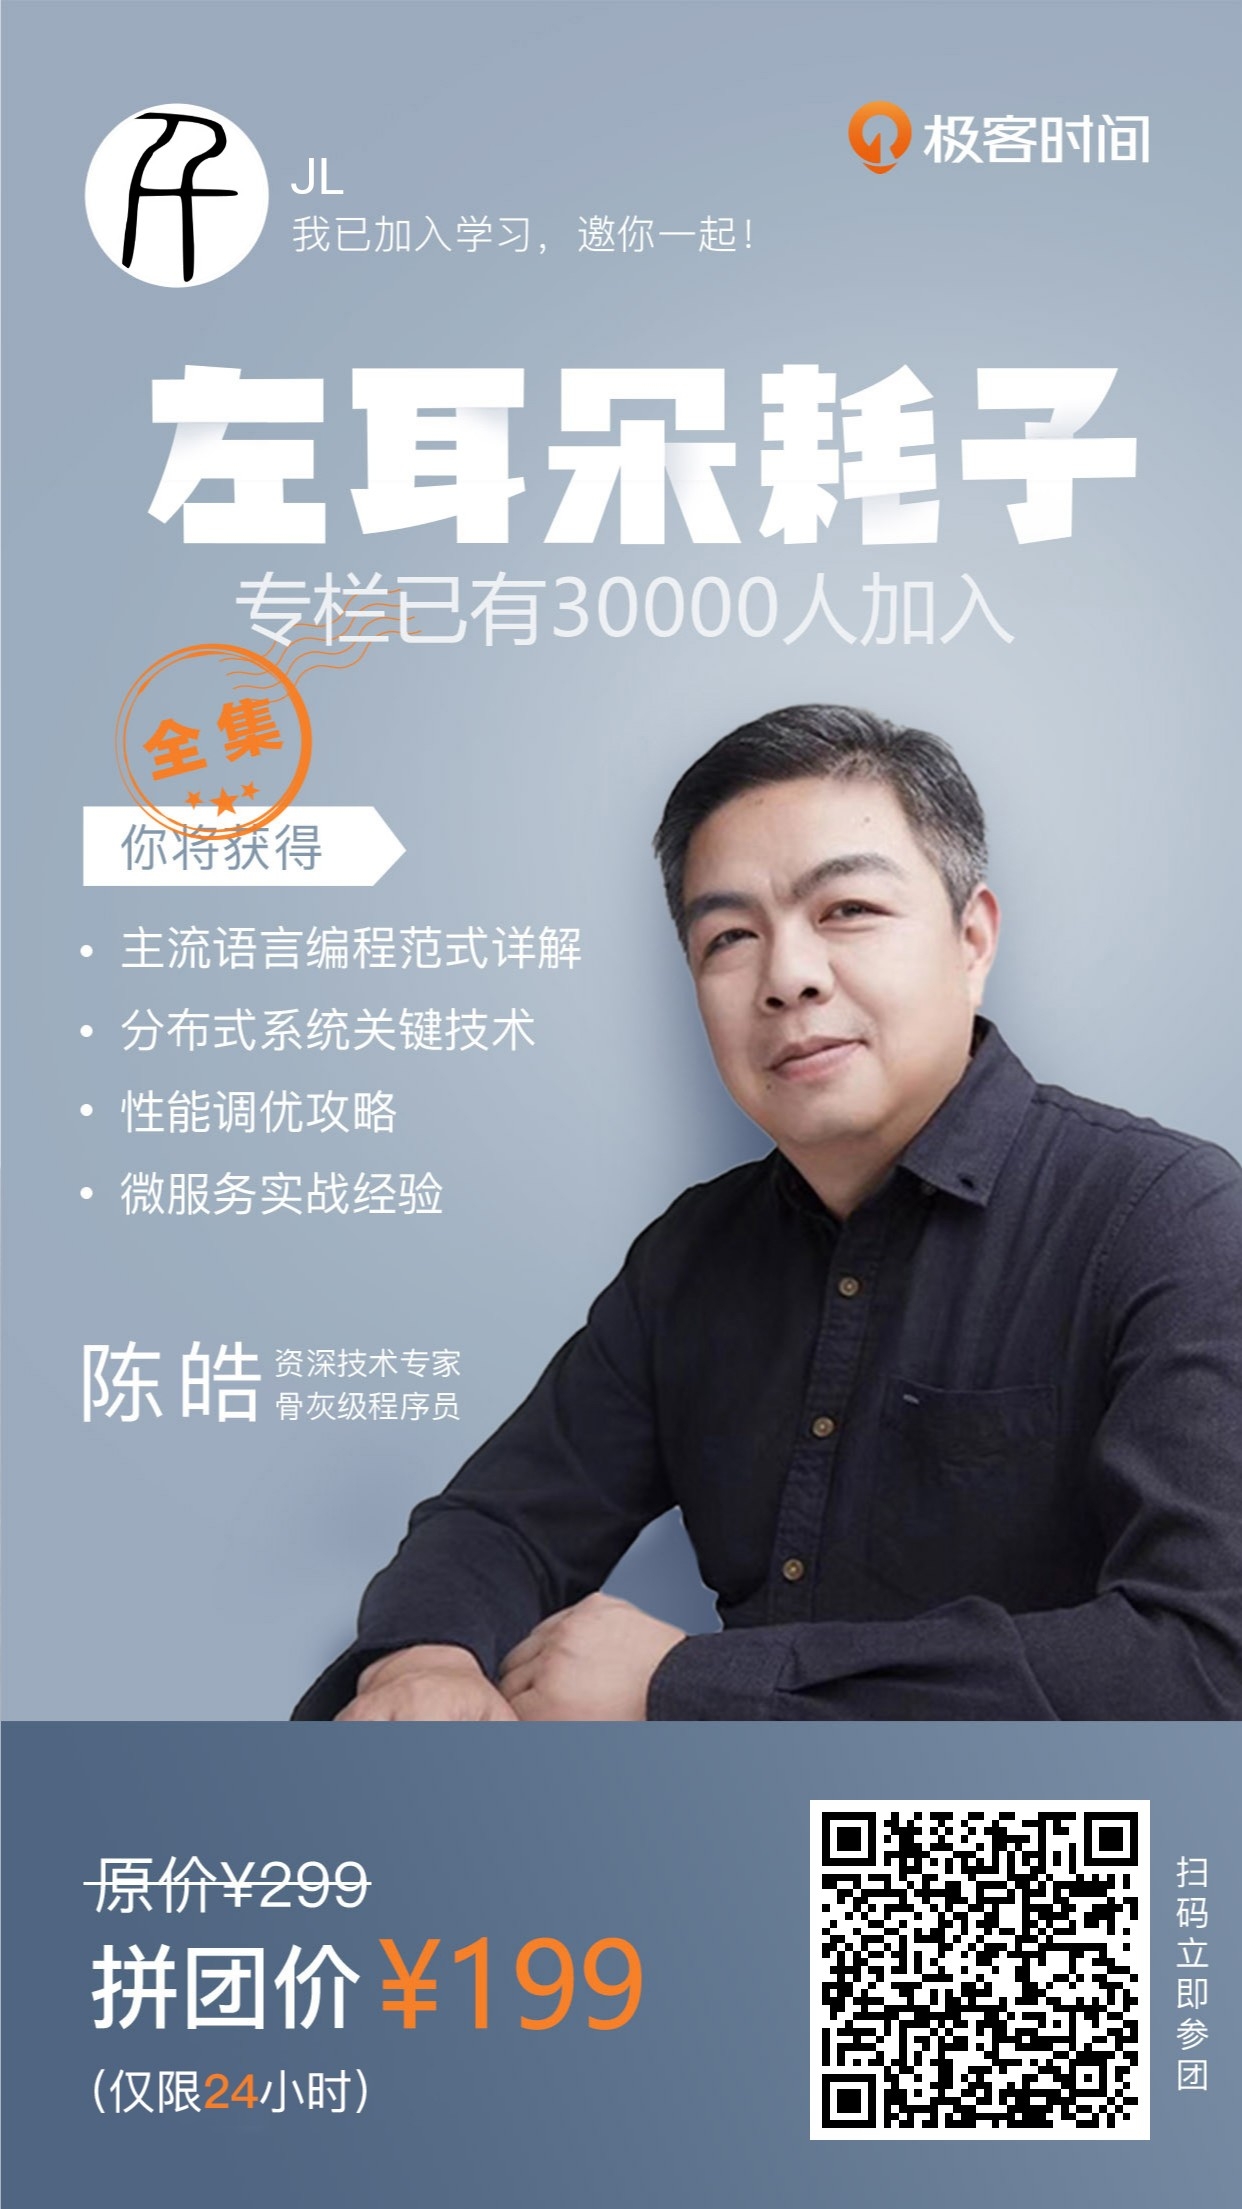 极客时间
JL
我已加入学习，邀你一起！
左耳朵耗子
专栏已有30000人加入
全集
你将获得
• 主流语言编程范式详解
• 分布式系统关键技术
• 性能调优攻略
• 微服务实战经验
陈皓
资深技术专家
骨灰级程序员
原价¥299
拼团价¥199
(仅限24小时)
扫码立即参团